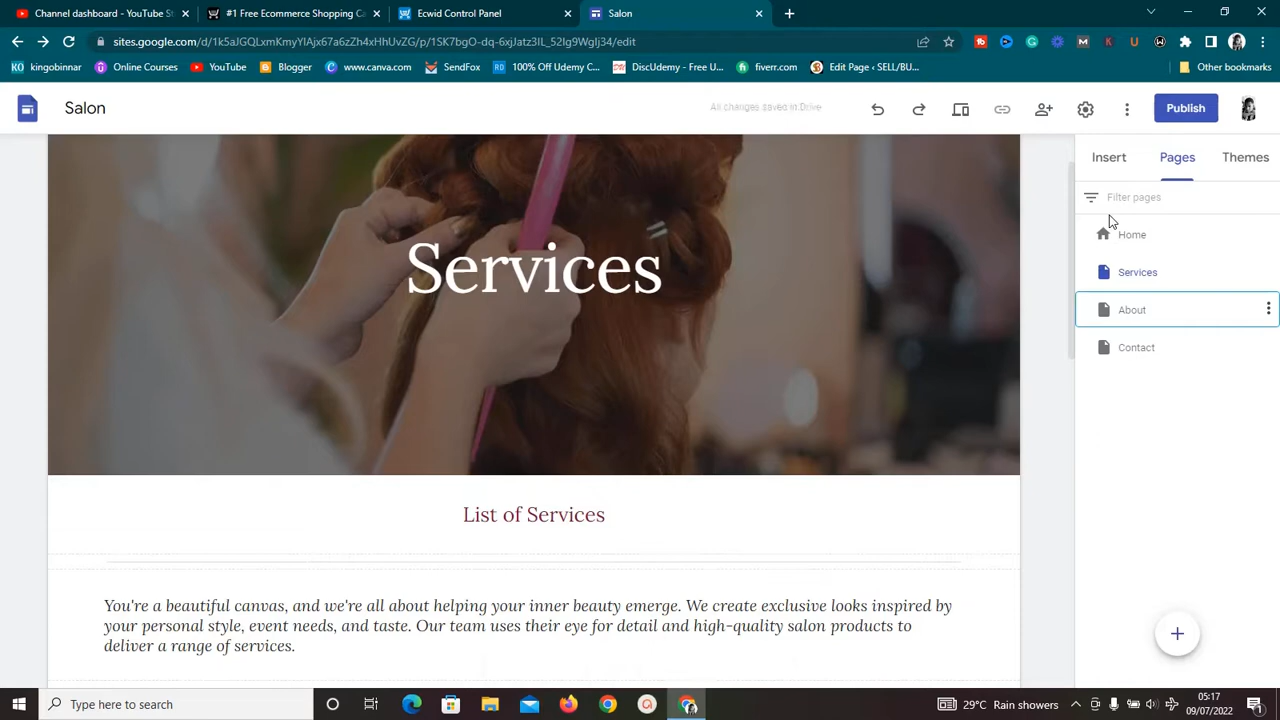 Channel dashboard - YouTube St
#1 Free Ecommerce Shopping Ca
Ecwid Control Panel
Salon
sites.google.com/d/1k5aJGQLxmKmyYIAjx67a6zZh4xHhUvZG/p/1SK7bgO-dq-6xjJatz3IL_52Ig9WgIj34/edit
kingobinnar
Online Courses
YouTube
Blogger
www.canva.com
SendFox
100% Off Udemy C...
DiscUdemy - Free U...
fiverr.com
Edit Page ‹ SELL/BU...
Other bookmarks
Salon
All changes saved in Drive
Publish
Insert
Pages
Themes
Filter pages
Home
Services
About
Contact
Services
List of Services
You're a beautiful canvas, and we're all about helping your inner beauty emerge. We create exclusive looks inspired by
your personal style, event needs, and taste. Our team uses their eye for detail and high-quality salon products to
deliver a range of services.
Type here to search
29°C Rain showers
05:17
09/07/2022